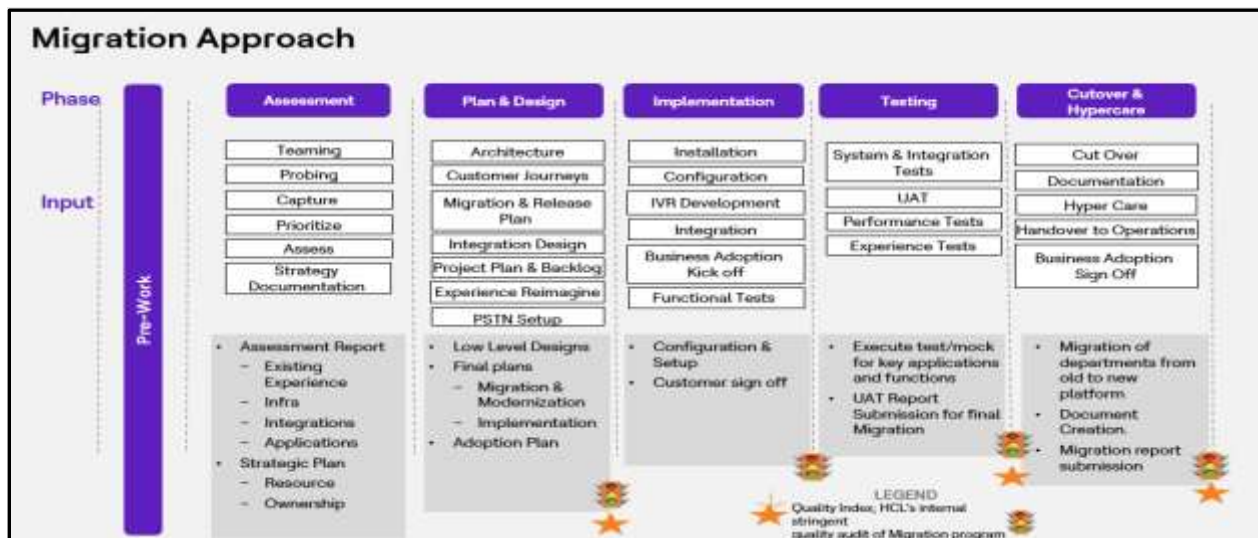 Migration Approach
Phase
Input
Pre-Work
Assessment
Teaming
Probing
Capture
Prioritize
Assess
Strategy
Documentation
• Assessment Report
– Existing
Experience
– Infra
– Integrations
– Applications
• Strategic Plan
– Resource
– Ownership
Plan & Design
Architecture
Customer Journeys
Migration & Release
Plan
Integration Design
Project Plan & Backlog
Experience Reimagine
PSTN Setup
• Low Level Designs
• Final plans
– Migration &
Modernization
– Implementation
• Adoption Plan
Implementation
Installation
Configuration
IVR Development
Integration
Business Adoption
Kick off
Functional Tests
• Configuration &
Setup
• Customer sign off
Testing
System & Integration
Tests
UAT
Performance Tests
Experience Tests
• Execute test/mock
for key applications
and functions
• UAT Report
Submission for final
Migration
Cutover &
Hypercare
Cut Over
Documentation
Hyper Care
Handover to Operations
Business Adoption
Sign Off
• Migration of
departments from
old to new
platform
• Document
Creation.
• Migration report
submission
LEGEND
Quality Index, HCL's internal
stringent
quality audit of Migration program